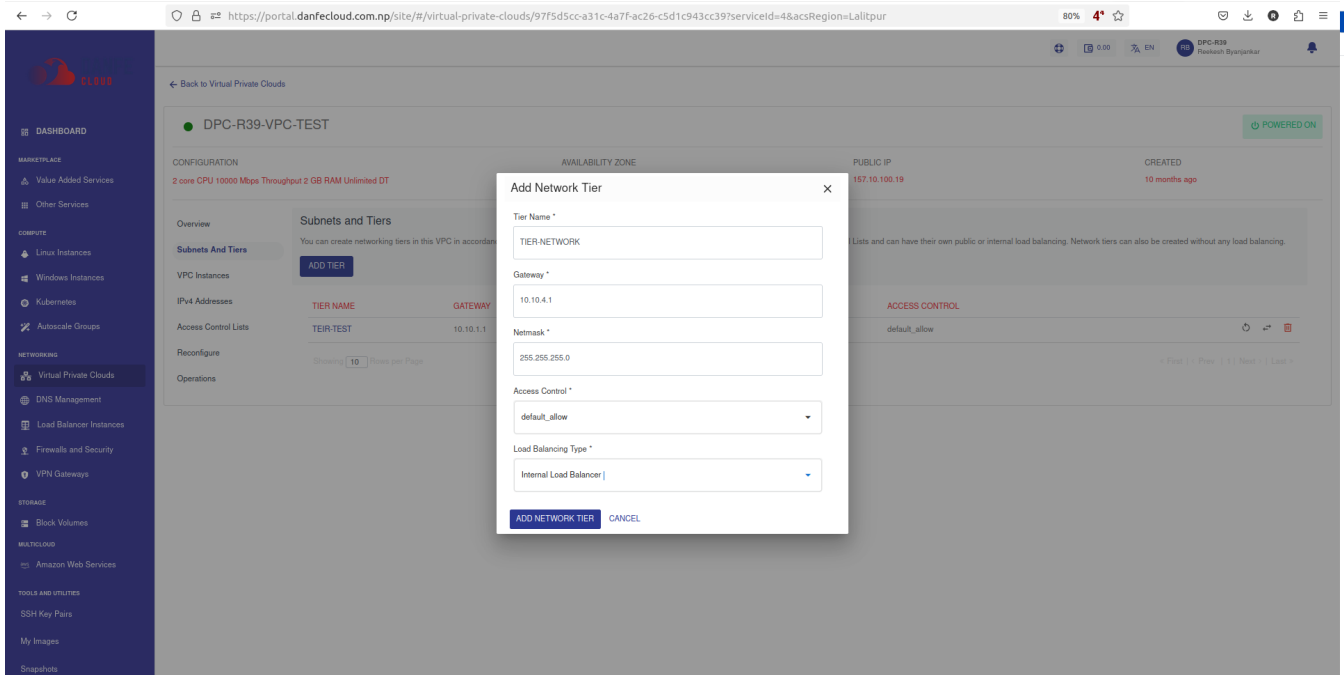 https://portal.danfecloud.com.np/site/#/virtual-private-clouds/97f5d5cc-a31c-4a7f-ac26-c5d1c943cc39?serviceId=4&acsRegion=Lalitpur
80%
CLOUD
0.00
EN
RB
DPC-R39
Reekesh Byanjankar
← Back to Virtual Private Clouds
DPC-R39-VPC-TEST
POWERED ON
CONFIGURATION
2 core CPU 10000 Mbps Throughput 2 GB RAM Unlimited DT
AVAILABILITY ZONE
PUBLIC IP
157.10.100.19
CREATED
10 months ago
DASHBOARD
MARKETPLACE
Value Added Services
Other Services
COMPUTE
Linux Instances
Windows Instances
Kubernetes
Autoscale Groups
NETWORKING
Virtual Private Clouds
DNS Management
Load Balancer Instances
Firewalls and Security
VPN Gateways
STORAGE
Block Volumes
MULTICLOUD
Amazon Web Services
TOOLS AND UTILITIES
SSH Key Pairs
My Images
Snapshots
Overview
Subnets And Tiers
VPC Instances
IPv4 Addresses
Access Control Lists
Reconfigure
Operations
Subnets and Tiers
You can create networking tiers in this VPC in accordan
Lists and can have their own public or internal load balancing. Network tiers can also be created without any load balancing.
ADD TIER
TIER NAME GATEWAY ACCESS CONTROL
TEIR-TEST 10.10.1.1 default_allow
Showing 10 Rows per Page
< First | < Prev | 1 | Next > | Last >
Add Network Tier
Tier Name *
TIER-NETWORK
Gateway *
10.10.4.1
Netmask *
255.255.255.0
Access Control *
default_allow
Load Balancing Type *
Internal Load Balancer
ADD NETWORK TIER CANCEL